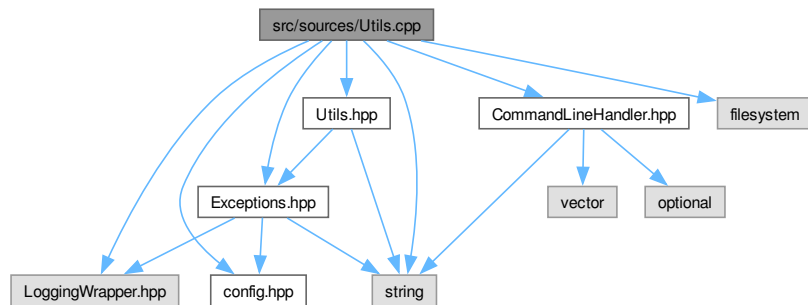 src/sources/Utils.cpp
Utils.hpp
CommandLineHandler.hpp
filesystem
Exceptions.hpp
vector
optional
LoggingWrapper.hpp
config.hpp
string